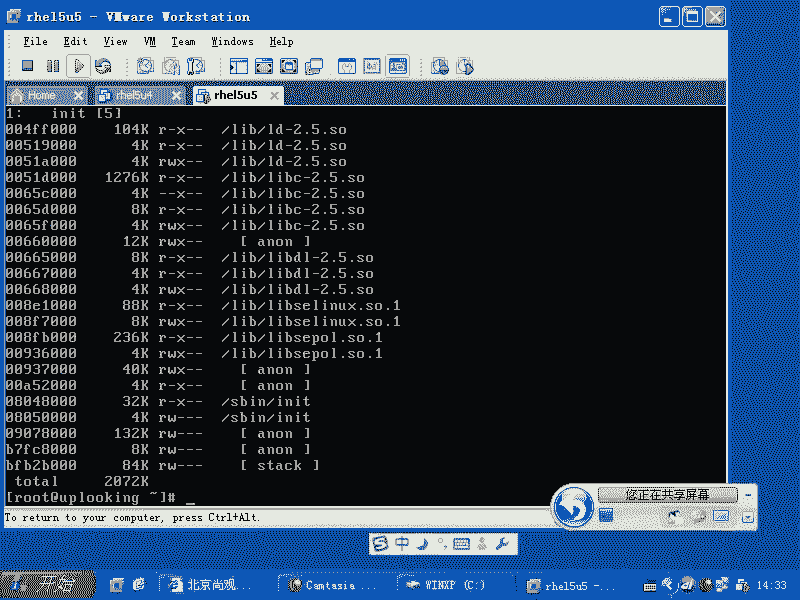 rhel5u5 - VMware Workstation
File Edit View VM Team Windows Help
Home rhel5u4 rhel5u5
1:   init [5]
004ff000    104K r-x--  /lib/ld-2.5.so
00519000      4K r-x--  /lib/ld-2.5.so
0051a000      4K rwx--  /lib/ld-2.5.so
0051d000   1276K r-x--  /lib/libc-2.5.so
0065c000      4K --x--  /lib/libc-2.5.so
0065d000      8K r-x--  /lib/libc-2.5.so
0065f000      4K rwx--  /lib/libc-2.5.so
00660000     12K rwx--    [ anon ]
00665000      8K r-x--  /lib/libdl-2.5.so
00667000      4K r-x--  /lib/libdl-2.5.so
00668000      4K rwx--  /lib/libdl-2.5.so
008e1000     88K r-x--  /lib/libselinux.so.1
008f7000      8K rwx--  /lib/libselinux.so.1
008fb000    236K r-x--  /lib/libsepol.so.1
00936000      4K rwx--  /lib/libsepol.so.1
00937000     40K rwx--    [ anon ]
00a52000      4K r-x--    [ anon ]
08048000     32K r-x--  /sbin/init
08050000      4K rw---  /sbin/init
09078000    132K rw---    [ anon ]
b7fc8000      8K rw---    [ anon ]
bfb2b000     84K rw---    [ stack ]
 total     2072K
[root@uplooking ~]# _
您正在共享屏幕
To return to your computer, press Ctrl+Alt.
中
开始 北京尚观... Camtasia ... WINXP (C:) rhel5u5 -... 14:33